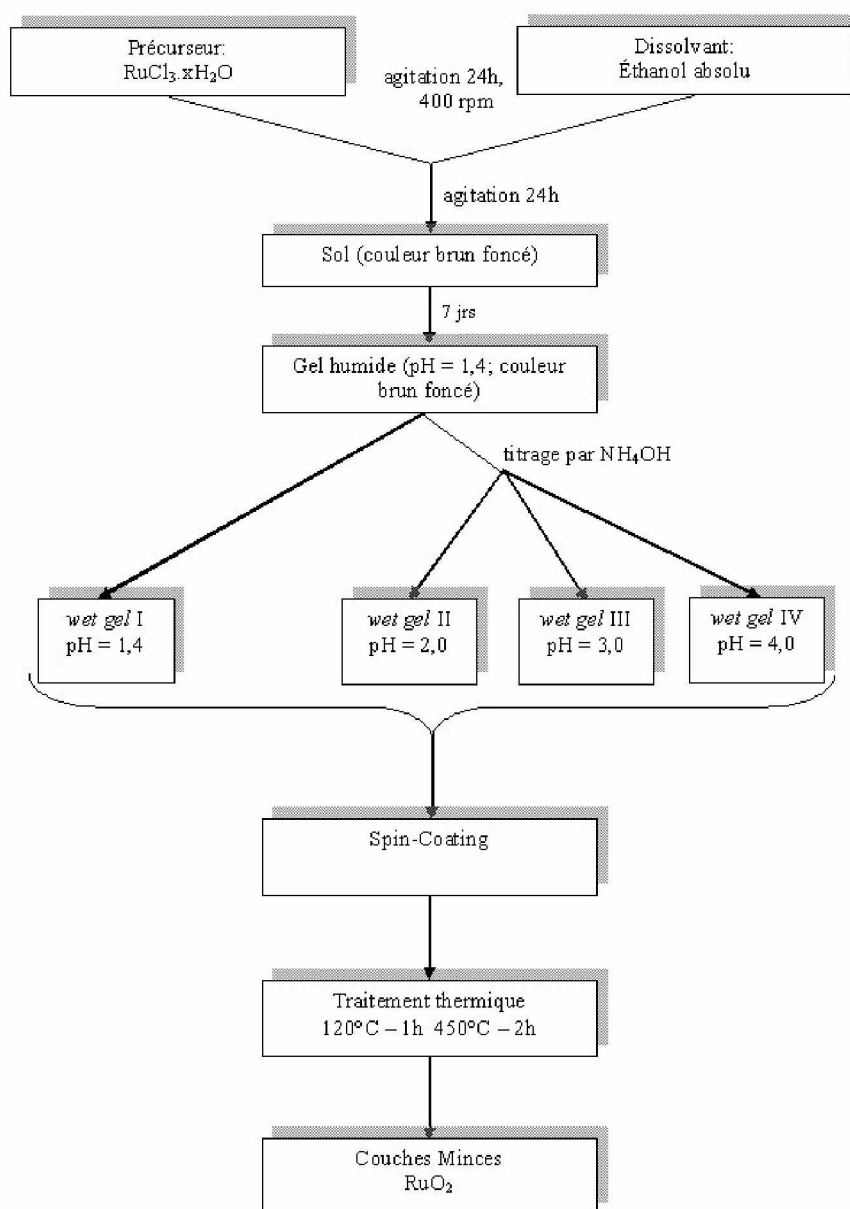 Précurseur:
RuCl₃.xH₂O
Dissolvant:
Éthanol absolu
agitation 24h,
400 rpm
agitation 24h
Sol (couleur brun foncé)
7 jrs
Gel humide (pH = 1,4; couleur
brun foncé)
titrage par NH₄OH
wet gel I
pH = 1,4
wet gel II
pH = 2,0
wet gel III
pH = 3,0
wet gel IV
pH = 4,0
Spin-Coating
Traitement thermique
120°C – 1h 450°C – 2h
Couches Minces
RuO₂